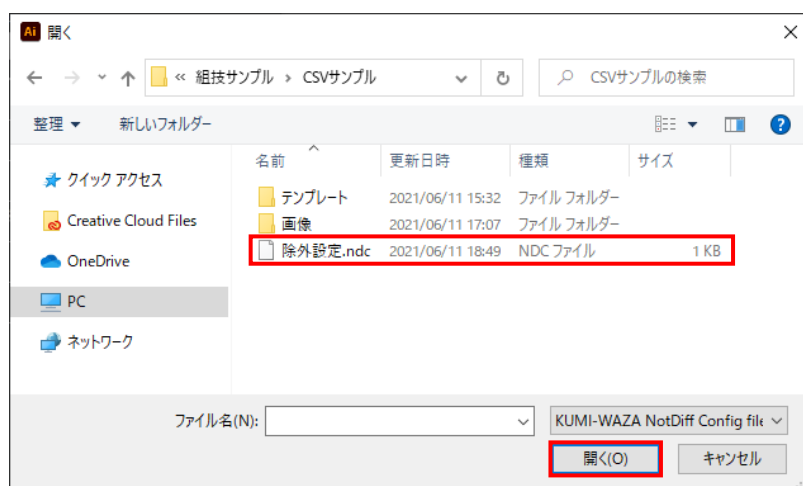 Ai 開く
« 組技サンプル › CSVサンプル
CSVサンプルの検索
整理 新しいフォルダー
名前 更新日時 種類 サイズ
クイック アクセス
Creative Cloud Files
OneDrive
PC
ネットワーク
テンプレート 2021/06/11 15:32 ファイル フォルダー
画像 2021/06/11 17:07 ファイル フォルダー
除外設定.ndc 2021/06/11 18:49 NDC ファイル 1 KB
ファイル名(N):
KUMI-WAZA NotDiff Config file
開く(O) キャンセル